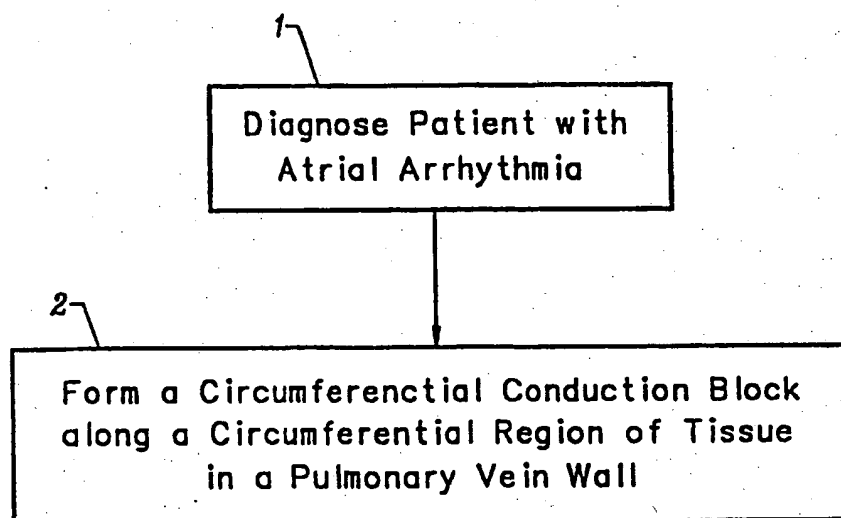 1
Diagnose Patient with
Atrial Arrhythmia
2
Form a Circumferenctial Conduction Block
along a Circumferential Region of Tissue
in a Pulmonary Vein Wall